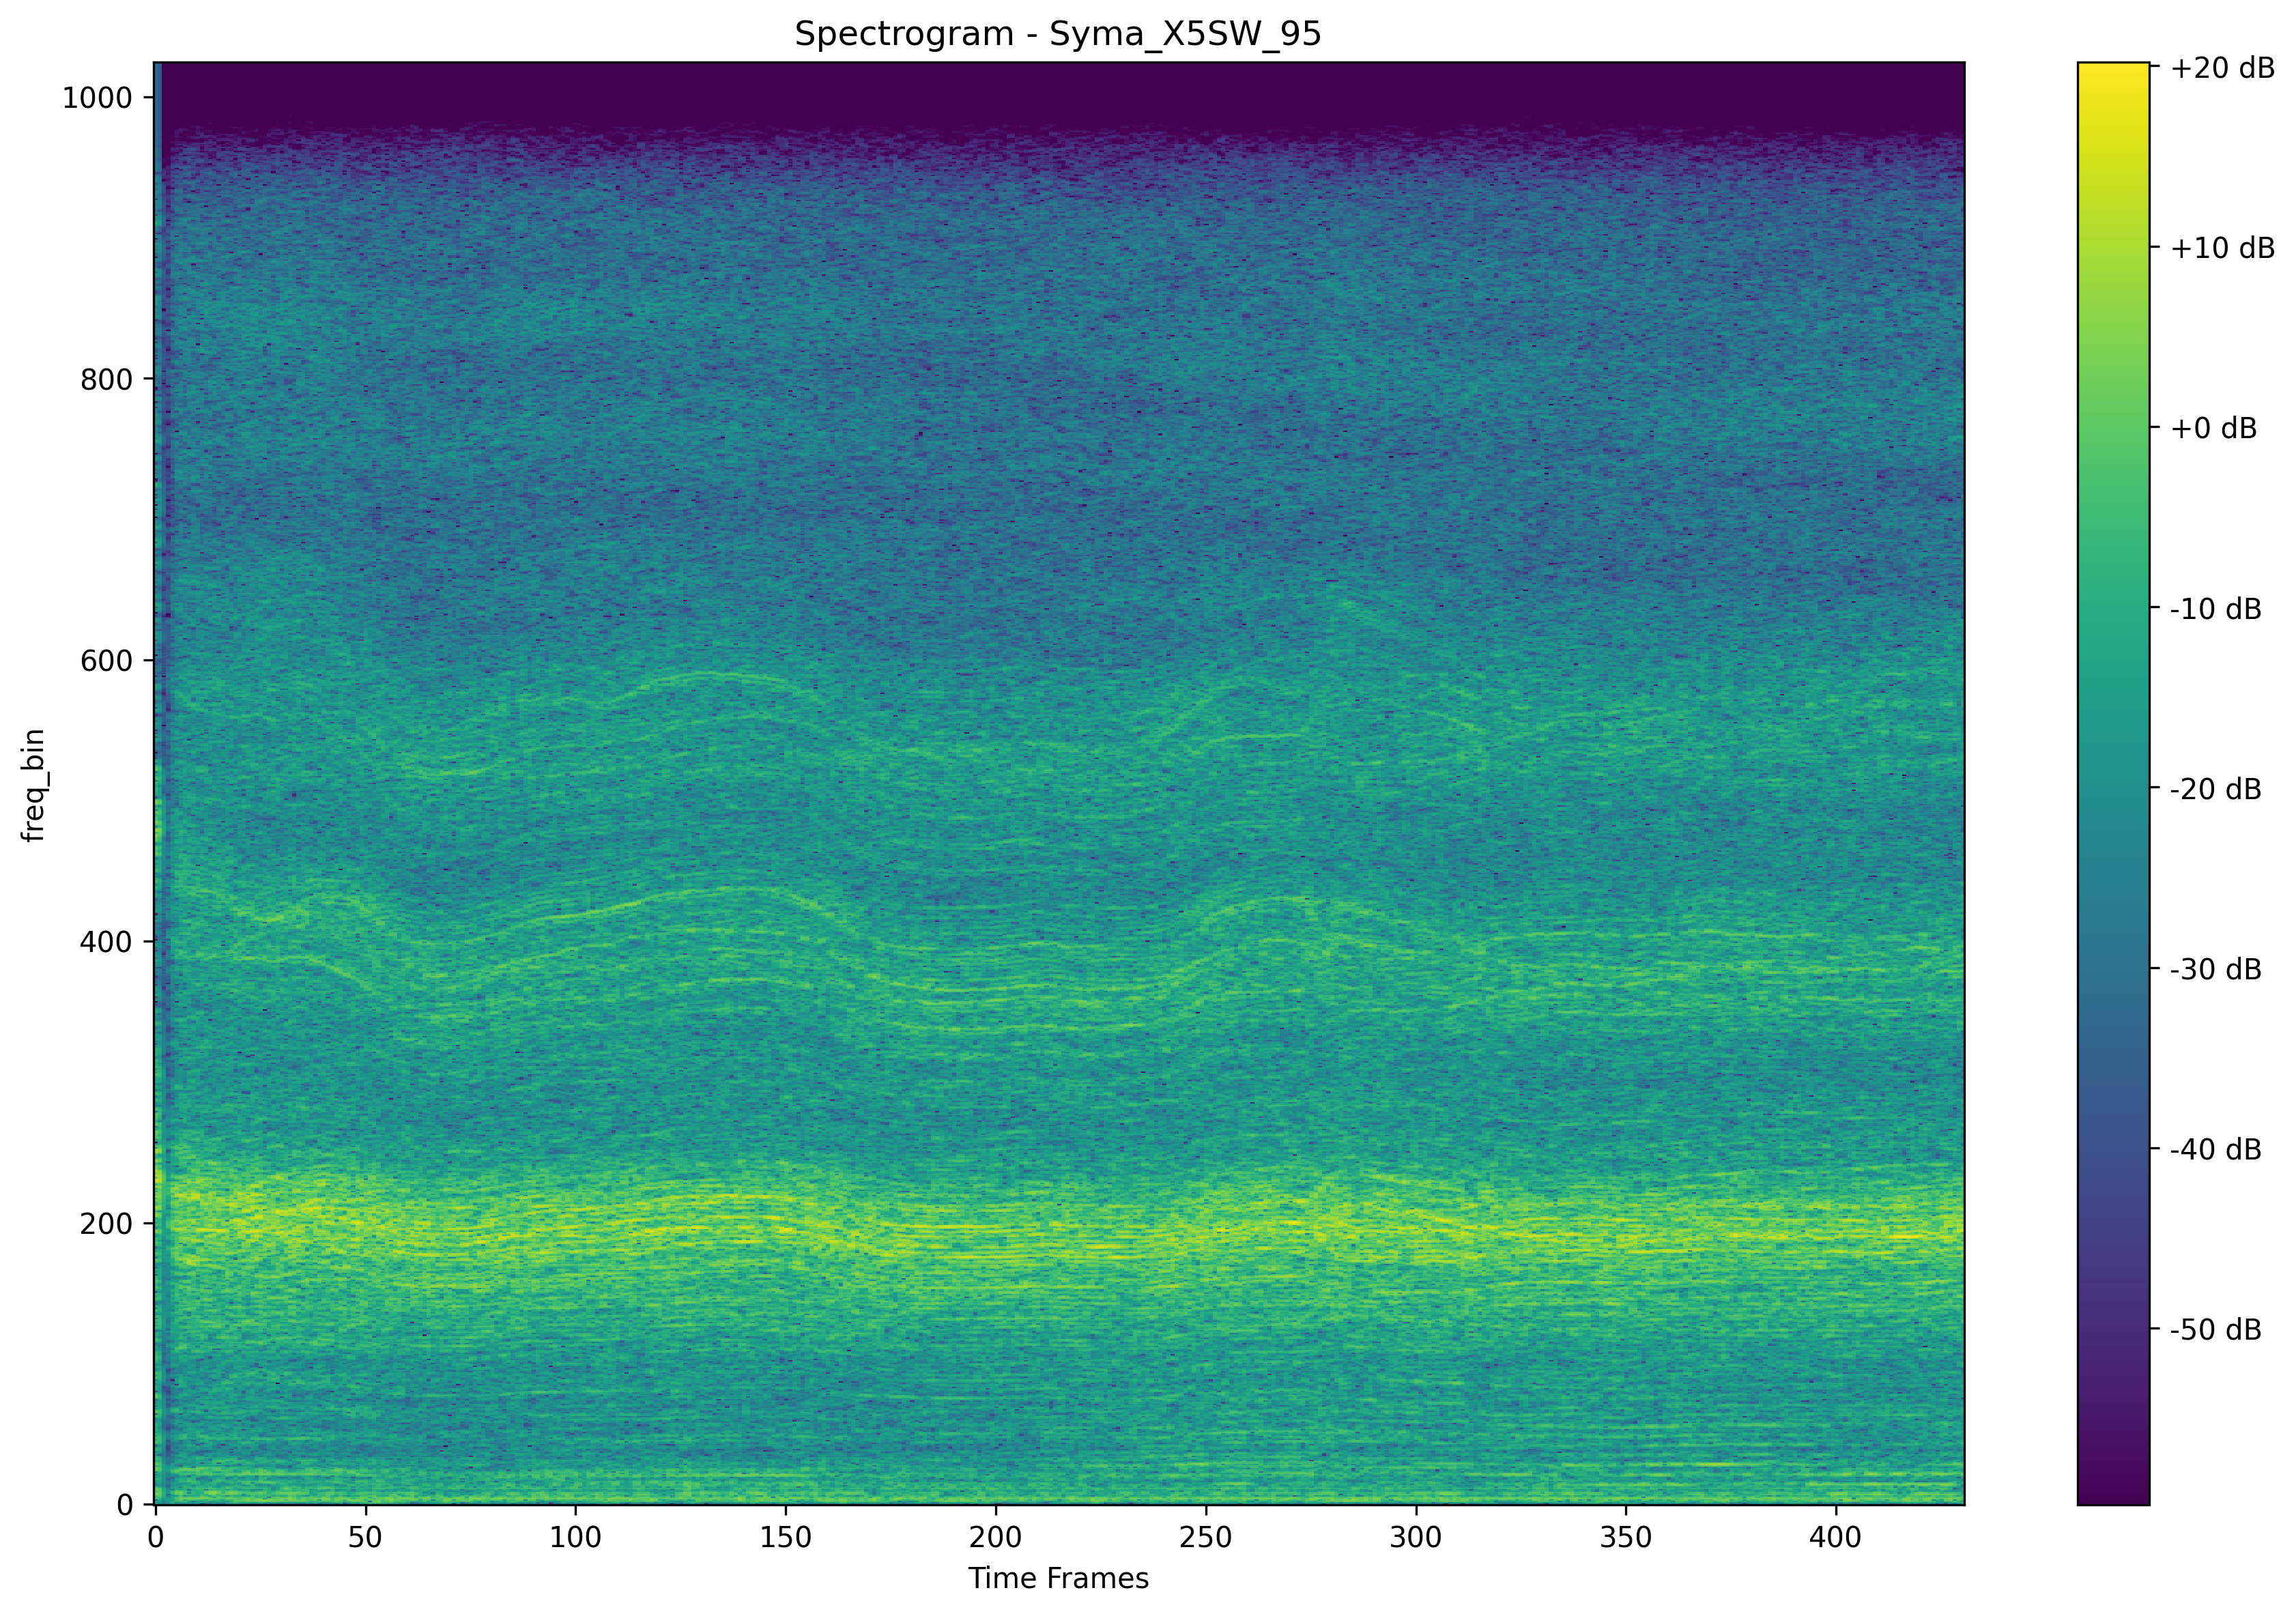 Spectrogram - Syma_X5SW_95
freq_bin
1000
800
600
400
200
0
0 50 100 150 200 250 300 350 400
Time Frames
+20 dB
+10 dB
+0 dB
-10 dB
-20 dB
-30 dB
-40 dB
-50 dB